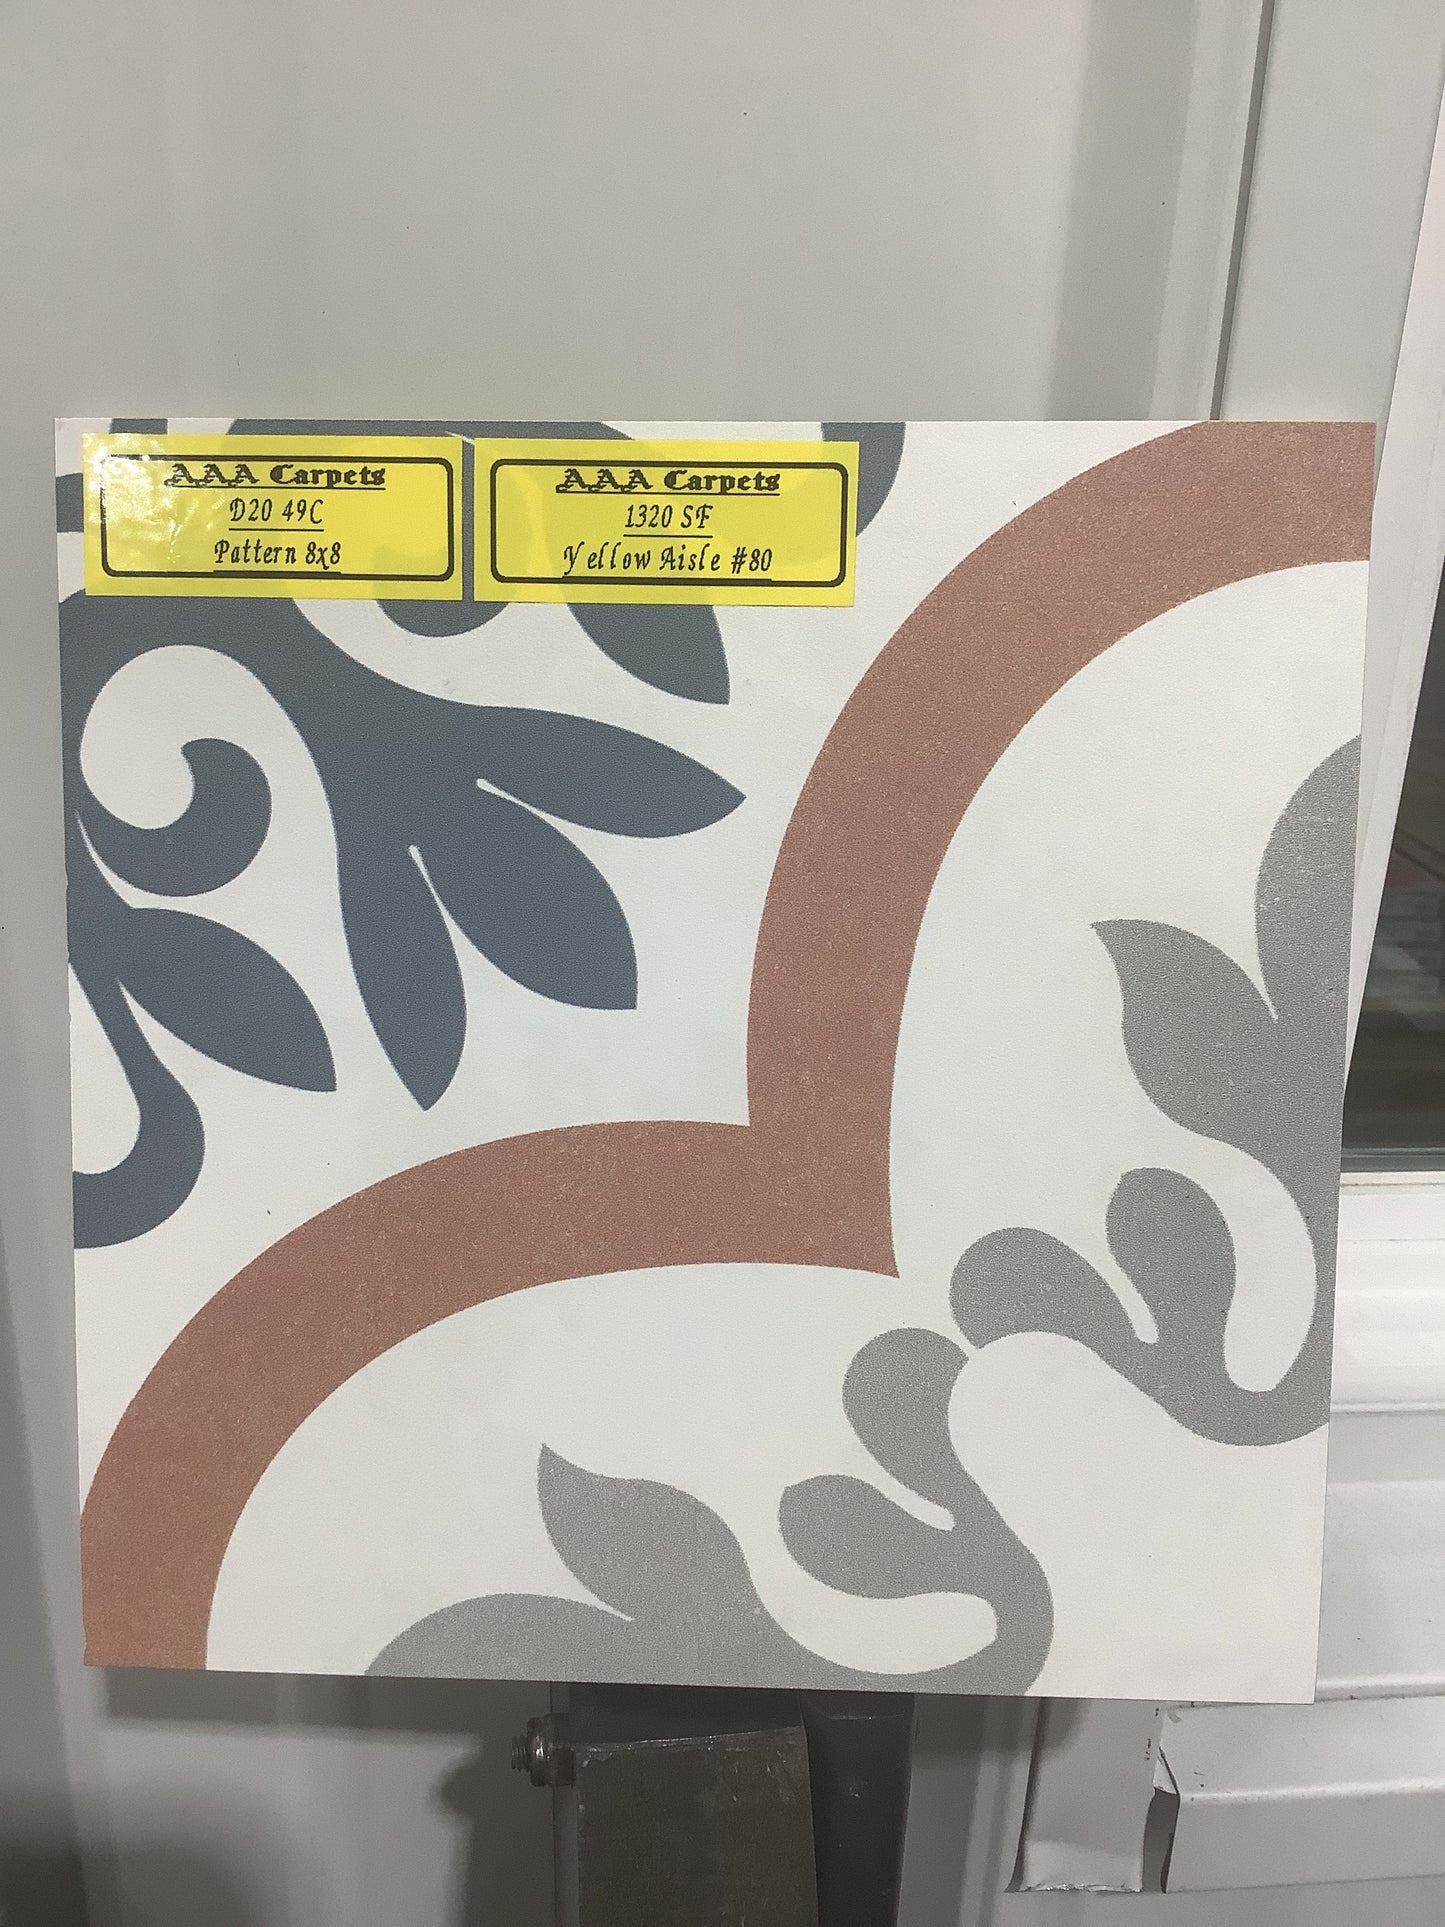 AAA Carpets
D20 49C
Pattern 8x8
AAA Carpets
1320 SF
Yellow Aisle #80